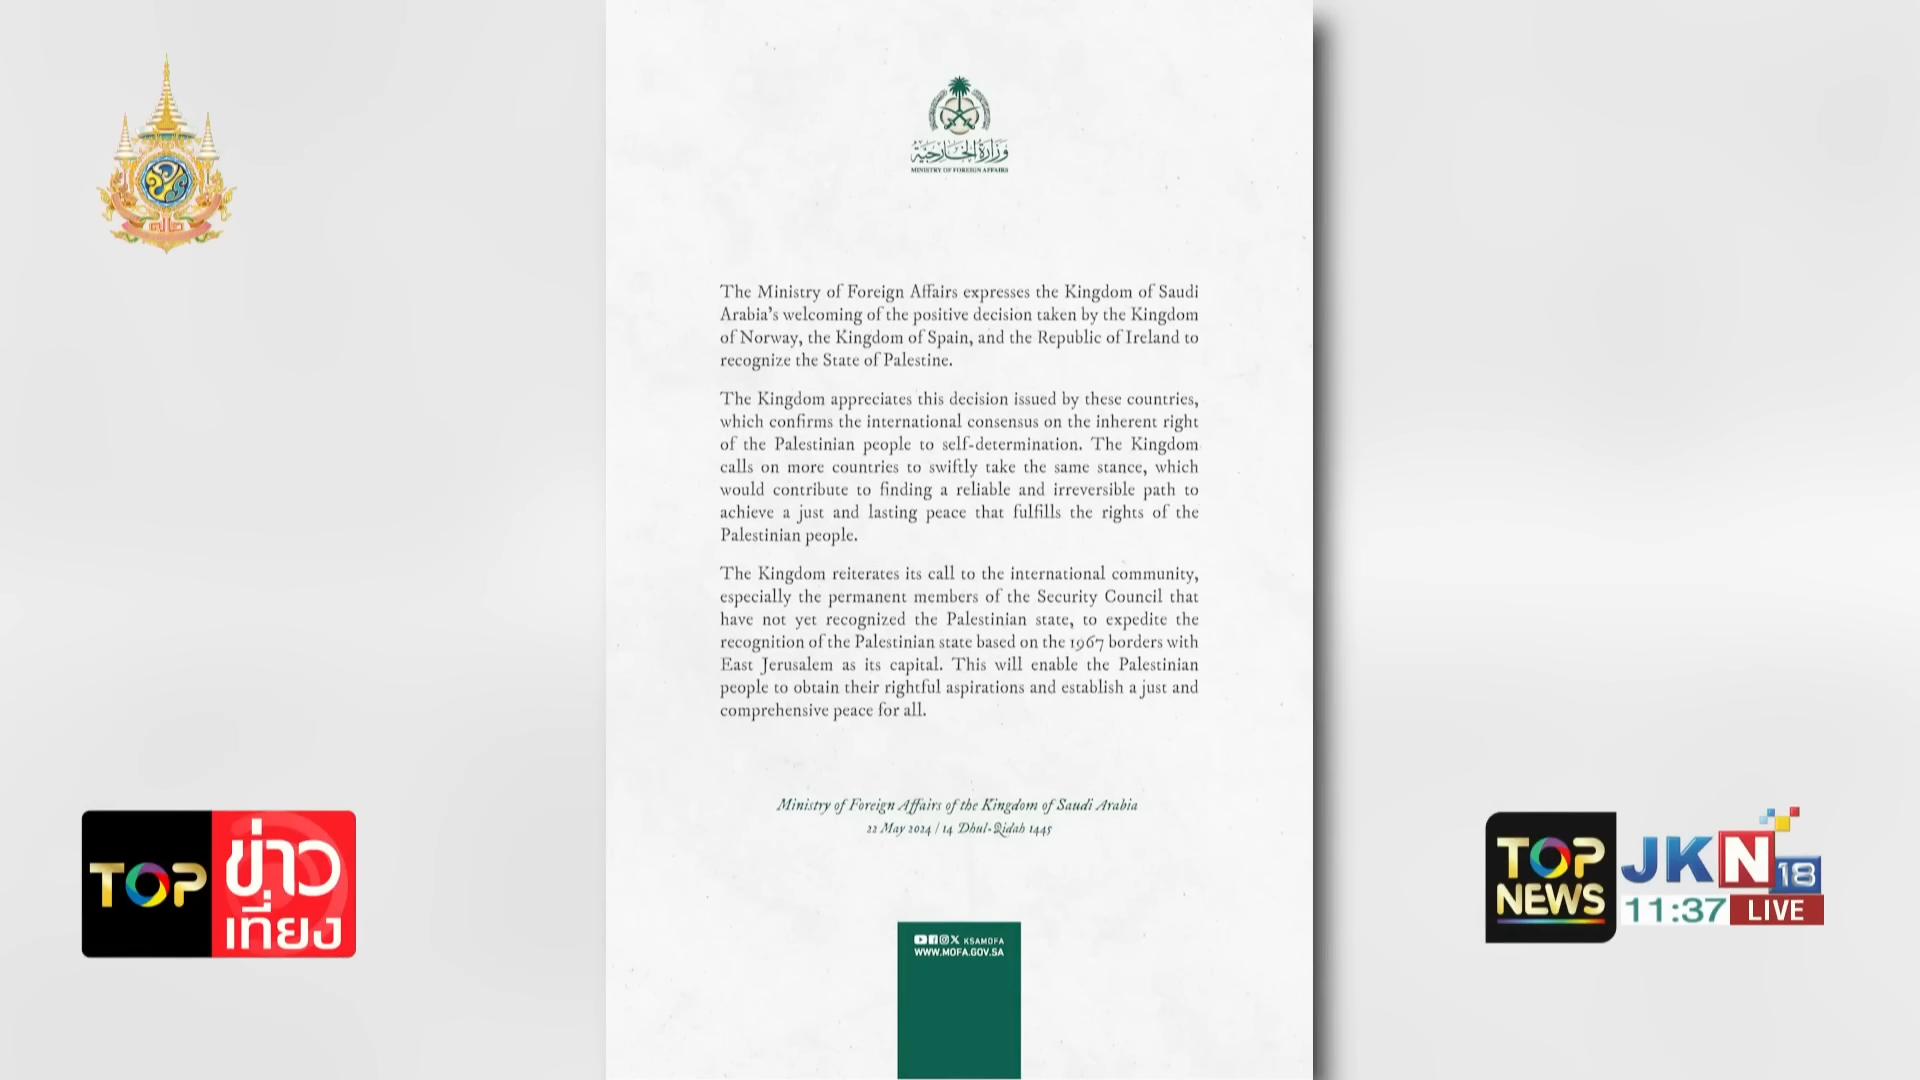 وزارة الخارجية
MINISTRY OF FOREIGN AFFAIRS
The Ministry of Foreign Affairs expresses the Kingdom of Saudi
Arabia's welcoming of the positive decision taken by the Kingdom
of Norway, the Kingdom of Spain, and the Republic of Ireland to
recognize the State of Palestine.
The Kingdom appreciates this decision issued by these countries,
which confirms the international consensus on the inherent right
of the Palestinian people to self-determination. The Kingdom
calls on more countries to swiftly take the same stance, which
would contribute to finding a reliable and irreversible path to
achieve a just and lasting peace that fulfills the rights of the
Palestinian people.
The Kingdom reiterates its call to the international community,
especially the permanent members of the Security Council that
have not yet recognized the Palestinian state, to expedite the
recognition of the Palestinian state based on the 1967 borders with
East Jerusalem as its capital. This will enable the Palestinian
people to obtain their rightful aspirations and establish a just and
comprehensive peace for all.
Ministry of Foreign Affairs of the Kingdom of Saudi Arabia
22 May 2024 / 14 Dhul-Qidah 1445
KSAMOFA
WWW.MOFA.GOV.SA
๗๒
TOP ข่าว
เที่ยง
TOP
NEWS
JKN 18
11:37 LIVE